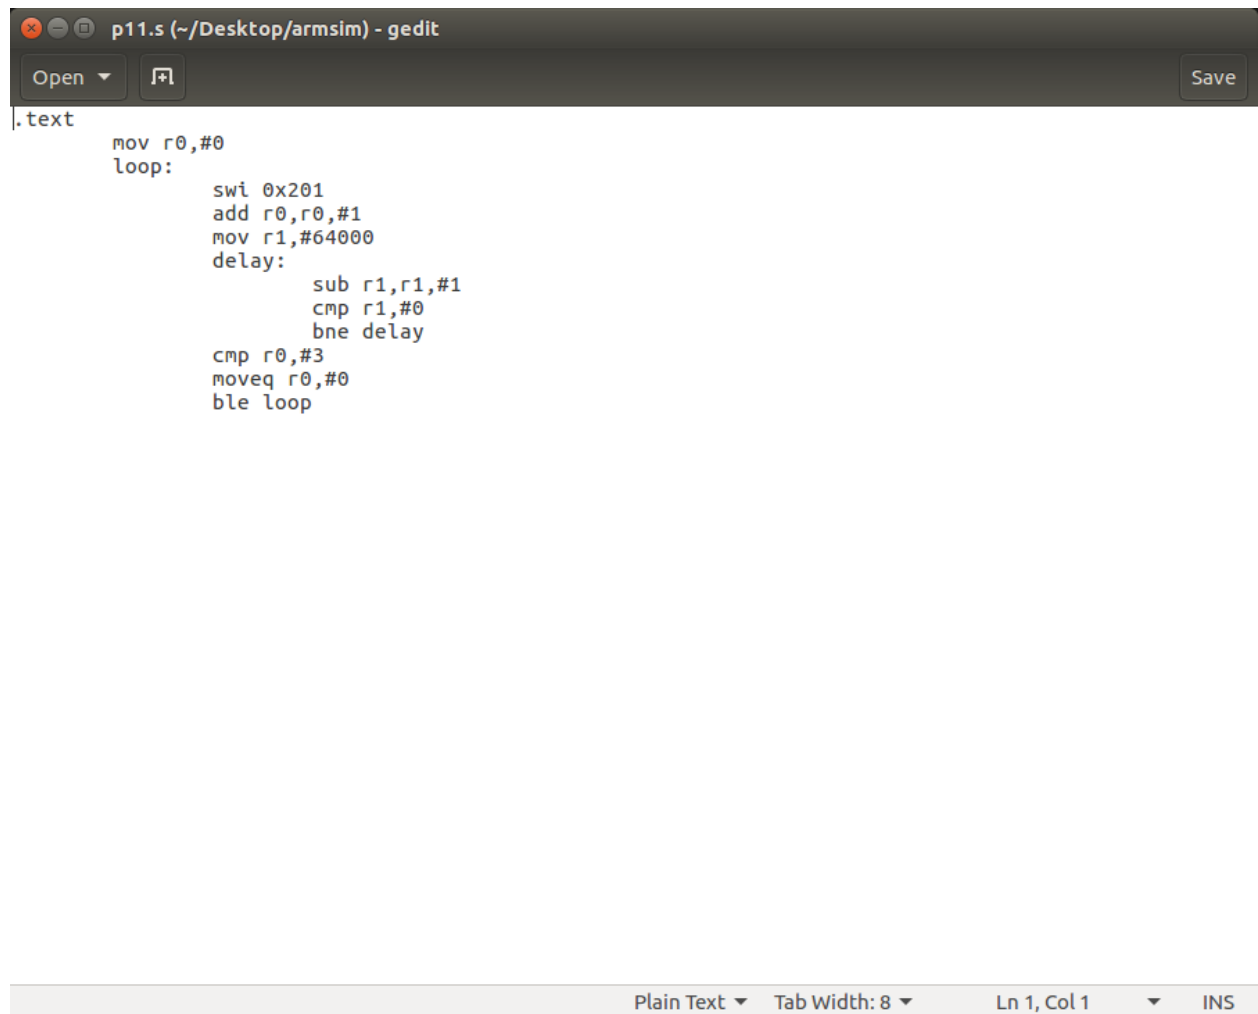 p11.s (~/Desktop/armsim) - gedit
Open
Save
.text
mov r0,#0
loop:
swi 0x201
add r0,r0,#1
mov r1,#64000
delay:
sub r1,r1,#1
cmp r1,#0
bne delay
cmp r0,#3
moveq r0,#0
ble loop
Plain Text Tab Width: 8 Ln 1, Col 1 INS